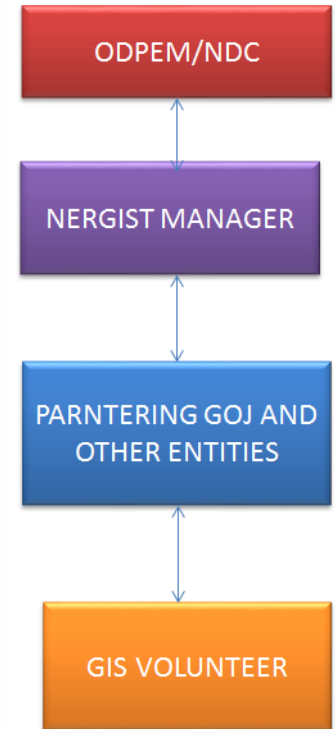 ODPEM/NDC
NERGIST MANAGER
PARNTERING GOJ AND
OTHER ENTITIES
GIS VOLUNTEER